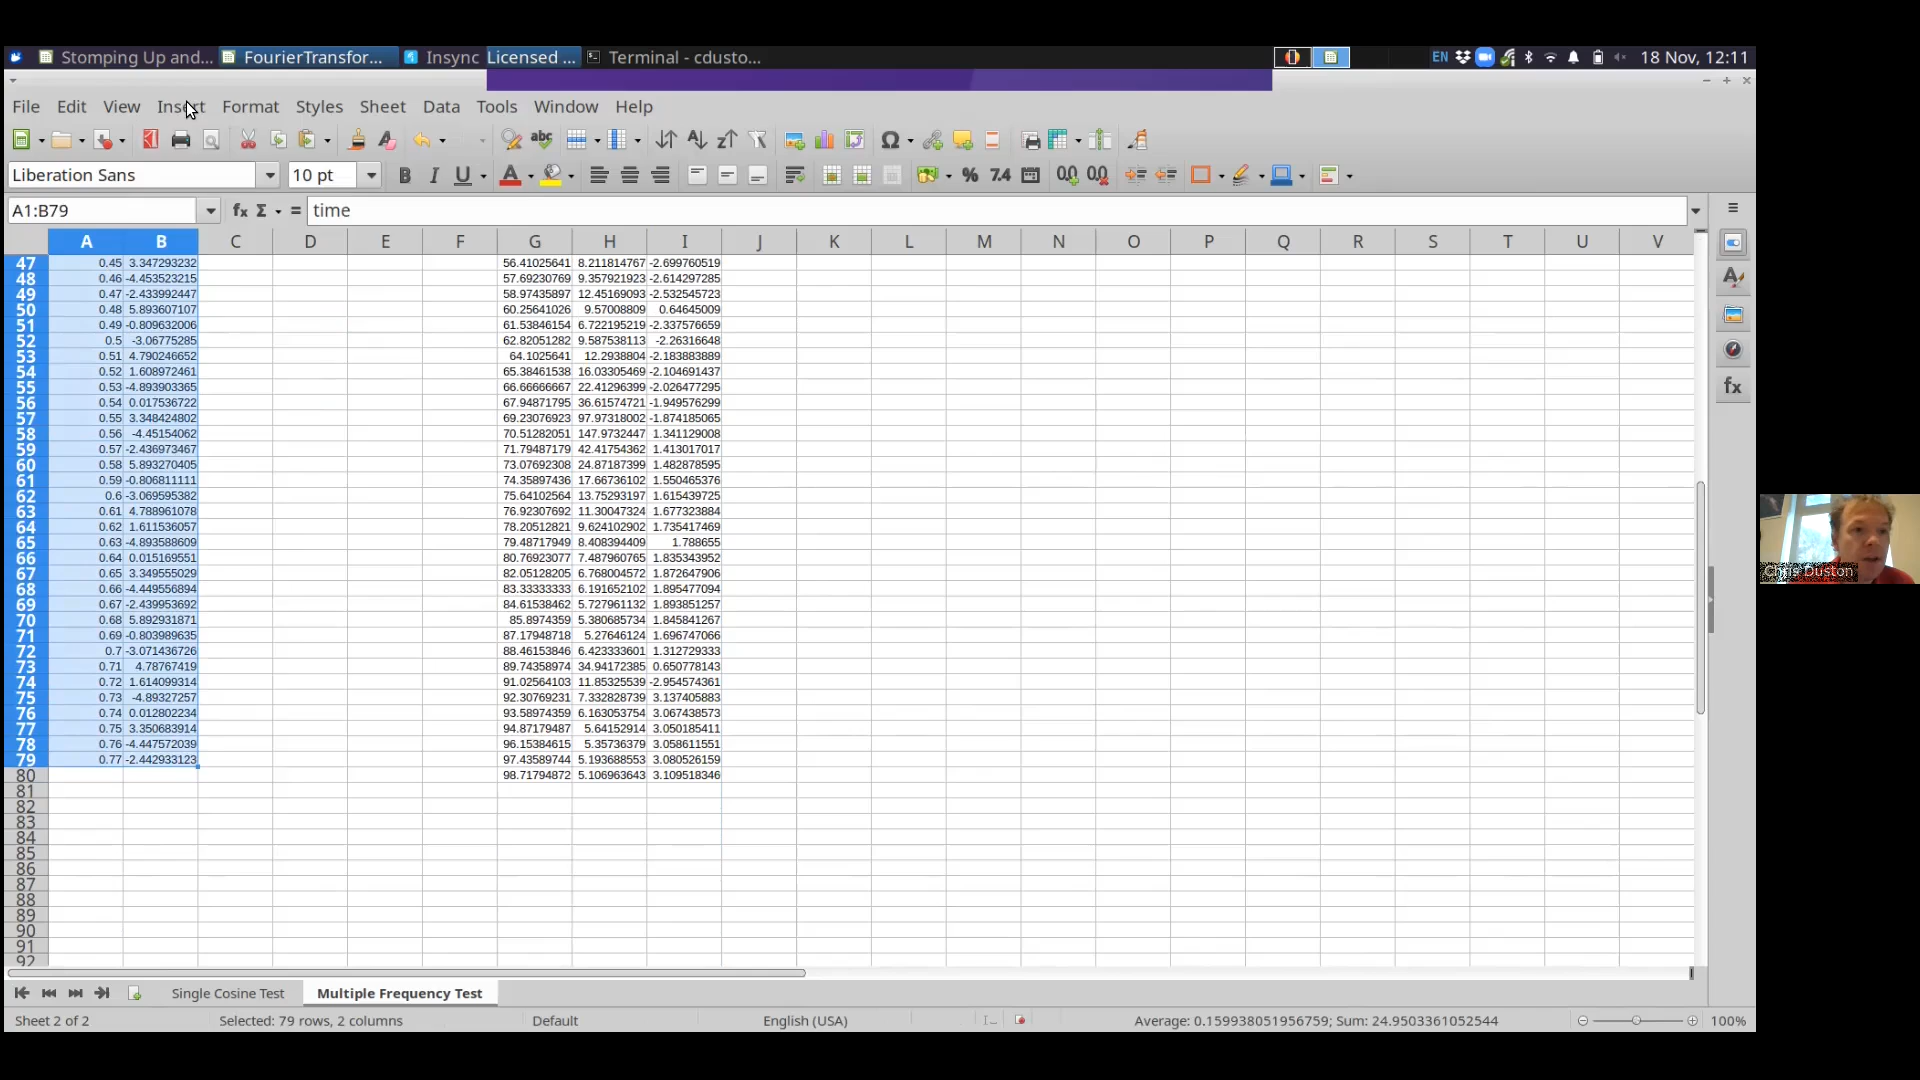 Stomping Up and... FourierTransfor... Insync Licensed ... Terminal - cdusto... EN 18 Nov, 12:11
File Edit View Insert Format Styles Sheet Data Tools Window Help
Liberation Sans 10 pt
A1:B79 time
A B C D E F G H I J K L M N O P Q R S T U V
47 0.45 3.347293232 56.41025641 8.211814767 -2.699760519
48 0.46 -4.453523215 57.69230769 9.357921923 -2.614297285
49 0.47 -2.433992447 58.97435897 12.45169093 -2.532545723
50 0.48 5.893607107 60.25641026 9.57008809 0.64645009
51 0.49 -0.809632006 61.53846154 6.722195219 -2.337576659
52 0.5 -3.06775285 62.82051282 9.587538113 -2.26316648
53 0.51 4.790246652 64.1025641 12.2938804 -2.183883889
54 0.52 1.608972461 65.38461538 16.03305469 -2.104691437
55 0.53 -4.893903365 66.66666667 22.41296399 -2.026477295
56 0.54 0.017536722 67.94871795 36.61574721 -1.949576299
57 0.55 3.348424802 69.23076923 97.97318002 -1.874185065
58 0.56 -4.45154062 70.51282051 147.9732447 1.341129008
59 0.57 -2.436973467 71.79487179 42.41754362 1.413017017
60 0.58 5.893270405 73.07692308 24.87187399 1.482878595
61 0.59 -0.806811111 74.35897436 17.66736102 1.550465376
62 0.6 -3.069595382 75.64102564 13.75293197 1.615439725
63 0.61 4.788961078 76.92307692 11.30047324 1.677323884
64 0.62 1.611536057 78.20512821 9.624102902 1.735417469
65 0.63 -4.893588609 79.48717949 8.408394409 1.788655
66 0.64 0.015169551 80.76923077 7.487960765 1.835343952
67 0.65 3.349555029 82.05128205 6.768004572 1.872647906
68 0.66 -4.449556894 83.33333333 6.191652102 1.895477094
69 0.67 -2.439953692 84.61538462 5.727961132 1.893851257
70 0.68 5.892931871 85.8974359 5.380685734 1.845841267
71 0.69 -0.803989635 87.17948718 5.27646124 1.696747066
72 0.7 -3.071436726 88.46153846 6.423333601 1.312729333
73 0.71 4.78767419 89.74358974 34.94172385 0.650778143
74 0.72 1.614099314 91.02564103 11.85325539 -2.954574361
75 0.73 -4.89327257 92.30769231 7.332828739 3.137405883
76 0.74 0.012802234 93.58974359 6.163053754 3.067438573
77 0.75 3.350683914 94.87179487 5.64152914 3.050185411
78 0.76 -4.447572039 96.15384615 5.35736379 3.058611551
79 0.77 -2.442933123 97.43589744 5.193688553 3.080526159
80 98.71794872 5.106963643 3.109518346
81
82
83
84
85
86
87
88
89
90
91
92
Chris Duston
Single Cosine Test Multiple Frequency Test
Sheet 2 of 2 Selected: 79 rows, 2 columns Default English (USA) Average: 0.159938051956759; Sum: 24.9503361052544 100%